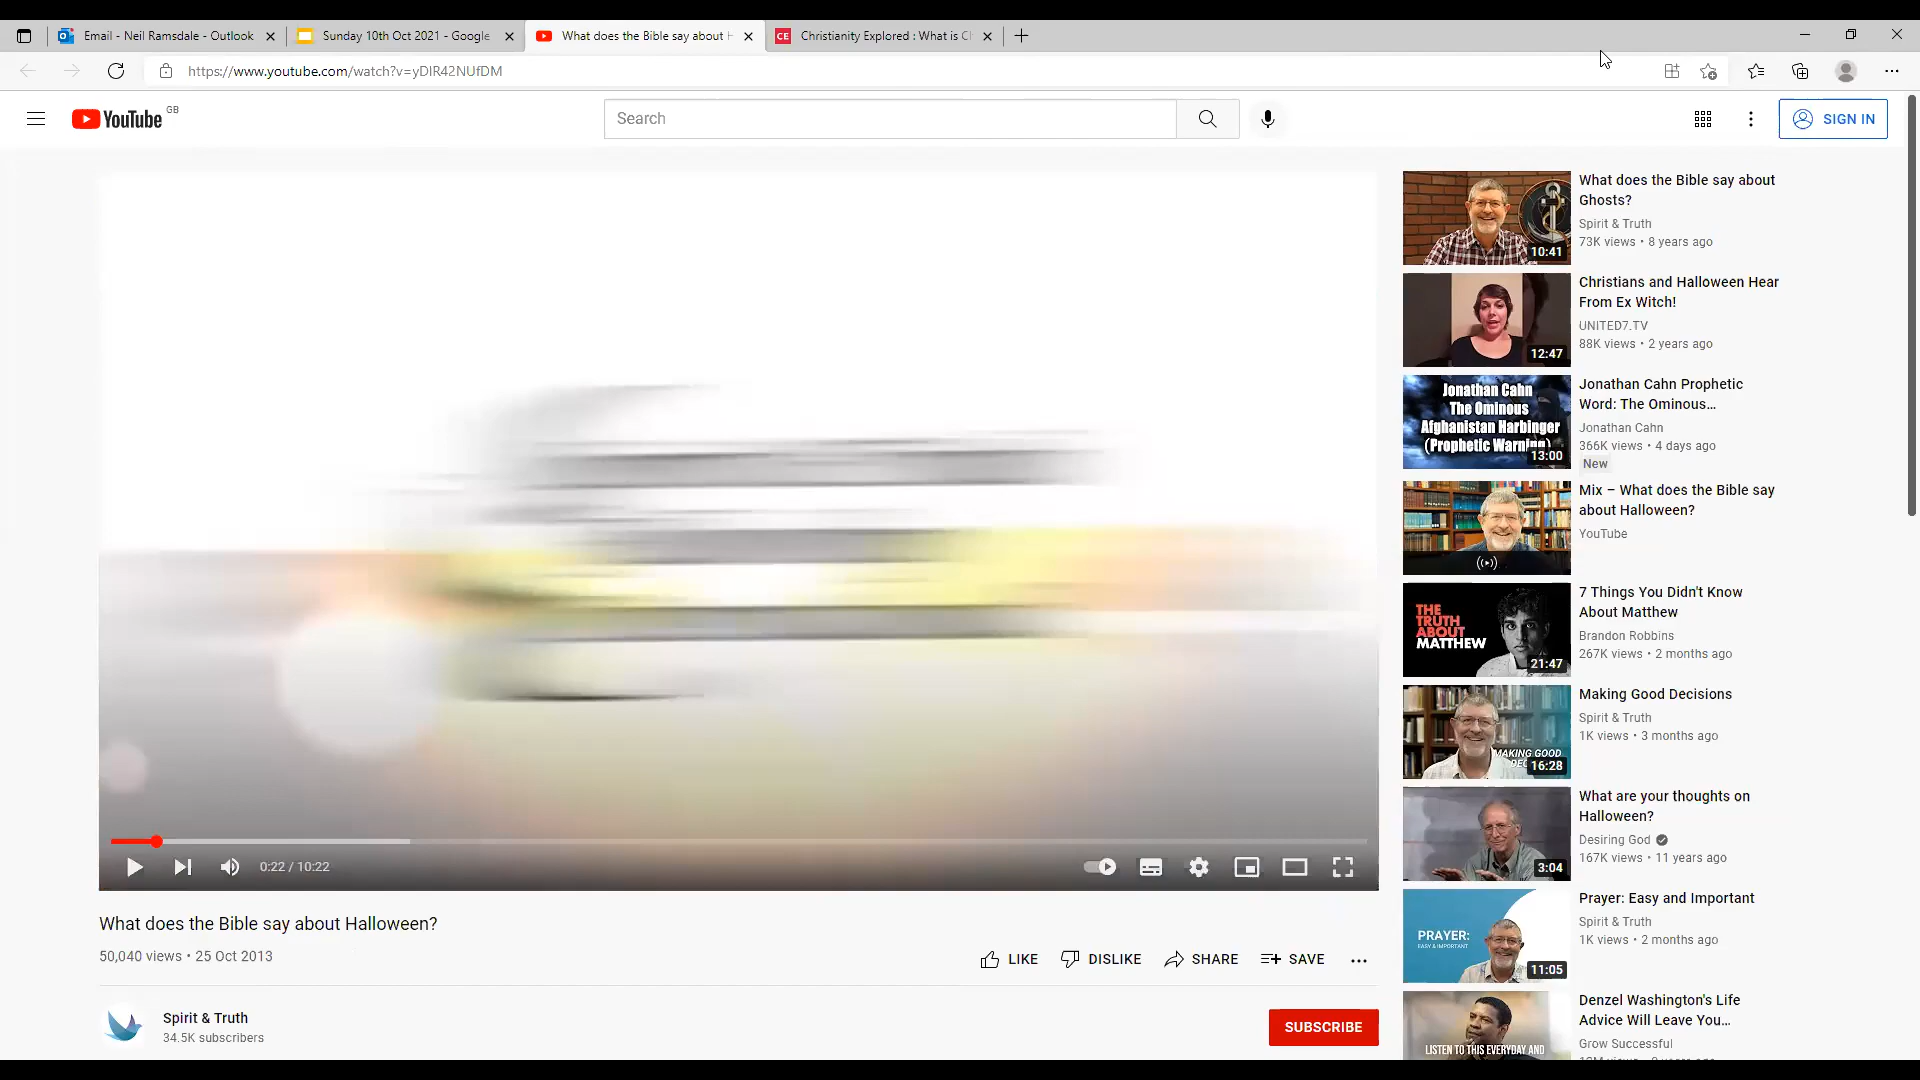 Email - Neil Ramsdale - Outlook
Sunday 10th Oct 2021 - Google
What does the Bible say about H
Christianity Explored : What is Ch
https://www.youtube.com/watch?v=yDIR42NUfDM
YouTube GB
Search
SIGN IN
0:22 / 10:22
What does the Bible say about Halloween?
50,040 views • 25 Oct 2013
LIKE
DISLIKE
SHARE
SAVE
Spirit & Truth
34.5K subscribers
SUBSCRIBE
10:41
What does the Bible say about
Ghosts?
Spirit & Truth
73K views • 8 years ago
12:47
Christians and Halloween Hear
From Ex Witch!
UNITED7.TV
88K views • 2 years ago
Jonathan Cahn
The Ominous
Afghanistan Harbinger
(Prophetic Warning)
13:00
Jonathan Cahn Prophetic
Word: The Ominous...
Jonathan Cahn
366K views • 4 days ago
New
Mix – What does the Bible say
about Halloween?
YouTube
THE
TRUTH
ABOUT
MATTHEW
21:47
7 Things You Didn't Know
About Matthew
Brandon Robbins
267K views • 2 months ago
MAKING GOOD
16:28
Making Good Decisions
Spirit & Truth
1K views • 3 months ago
3:04
What are your thoughts on
Halloween?
Desiring God
167K views • 11 years ago
PRAYER:
EASY & IMPORTANT
11:05
Prayer: Easy and Important
Spirit & Truth
1K views • 2 months ago
LISTEN TO THIS EVERYDAY AND
Denzel Washington's Life
Advice Will Leave You...
Grow Successful